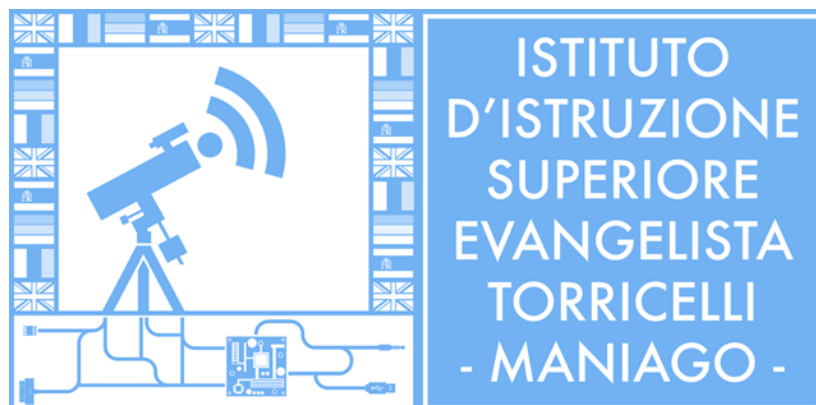 ISTITUTO
D'ISTRUZIONE
SUPERIORE
EVANGELISTA
TORRICELLI
- MANIAGO -